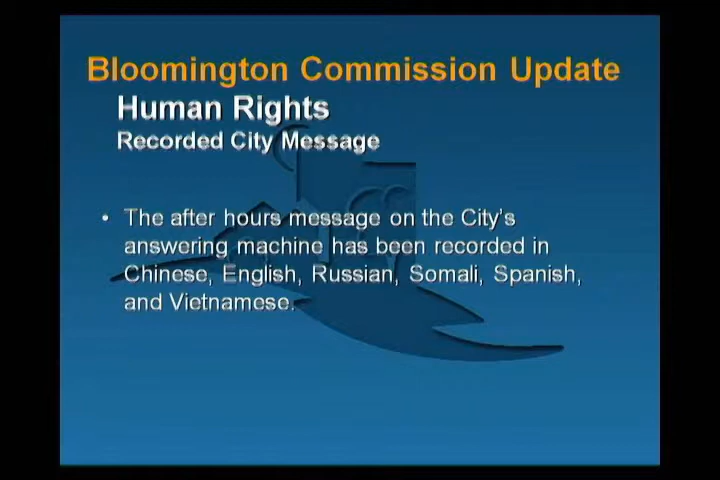 Bloomington Commission Update
Human Rights
Recorded City Message
• The after hours message on the City's
answering machine has been recorded in
Chinese, English, Russian, Somali, Spanish,
and Vietnamese.